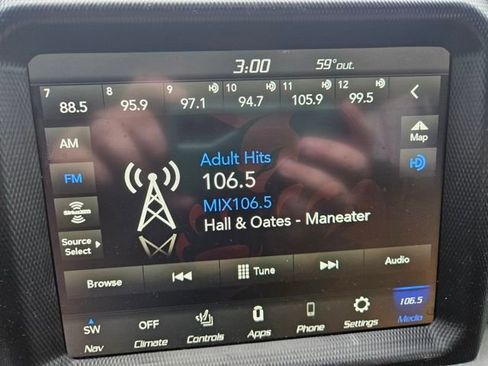 3:00 59° out.
7 8 9 10 11 12
88.5 95.9 97.1 94.7 105.9 99.5
AM
Map
Adult Hits
FM
106.5
MIX106.5
SiriusXM
Hall & Oates - Maneater
Source
Select
Browse Tune Audio
SW OFF 106.5
Nav Climate Controls Apps Phone Settings Media